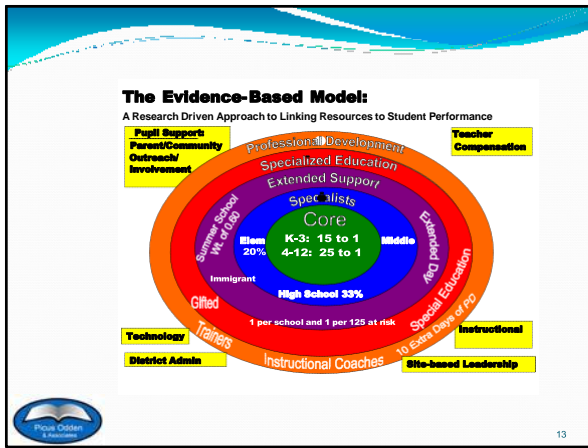 The Evidence-Based Model:
A Research Driven Approach to Linking Resources to Student Performance
Pupil Support:
Parent/Community
Outreach/
Involvement
Teacher
Compensation
Professional Development
Specialized Education
Extended Support
Specialists
Core
K-3: 15 to 1
4-12: 25 to 1
Elem
20%
Middle
High School 33%
Summer School
Wt. of 0.60
Extended Day
Immigrant
1 per school and 1 per 125 at risk
Gifted
Special Education
Trainers
Instructional Coaches
10 Extra Days of PD
Technology
Instructional
District Admin
Site-based Leadership
Picus Odden
& Associates
13